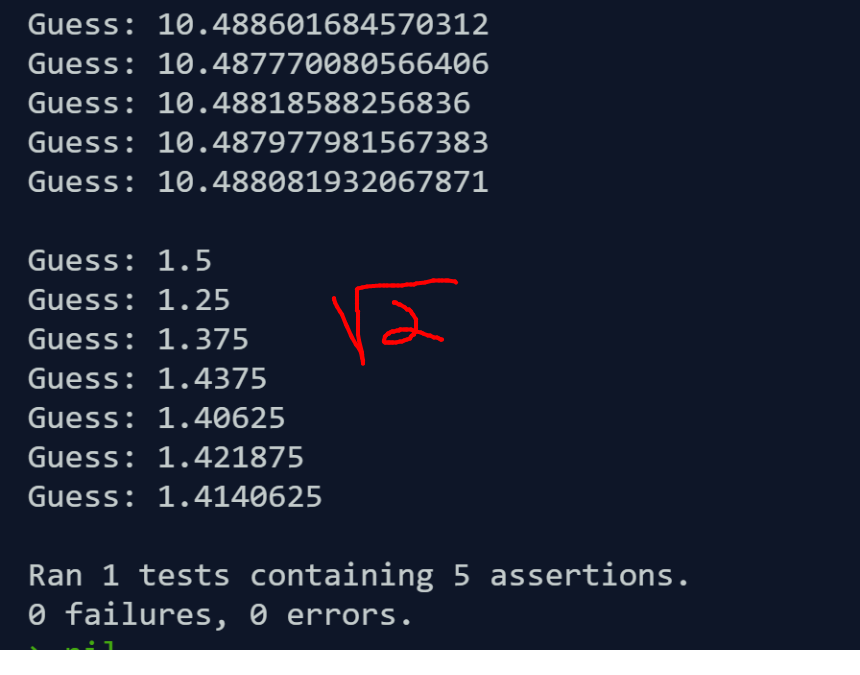 Guess: 10.488601684570312
Guess: 10.487770080566406
Guess: 10.48818588256836
Guess: 10.487977981567383
Guess: 10.488081932067871
Guess: 1.5
Guess: 1.25
Guess: 1.375
Guess: 1.4375
Guess: 1.40625
Guess: 1.421875
Guess: 1.4140625
√2
Ran 1 tests containing 5 assertions.
0 failures, 0 errors.